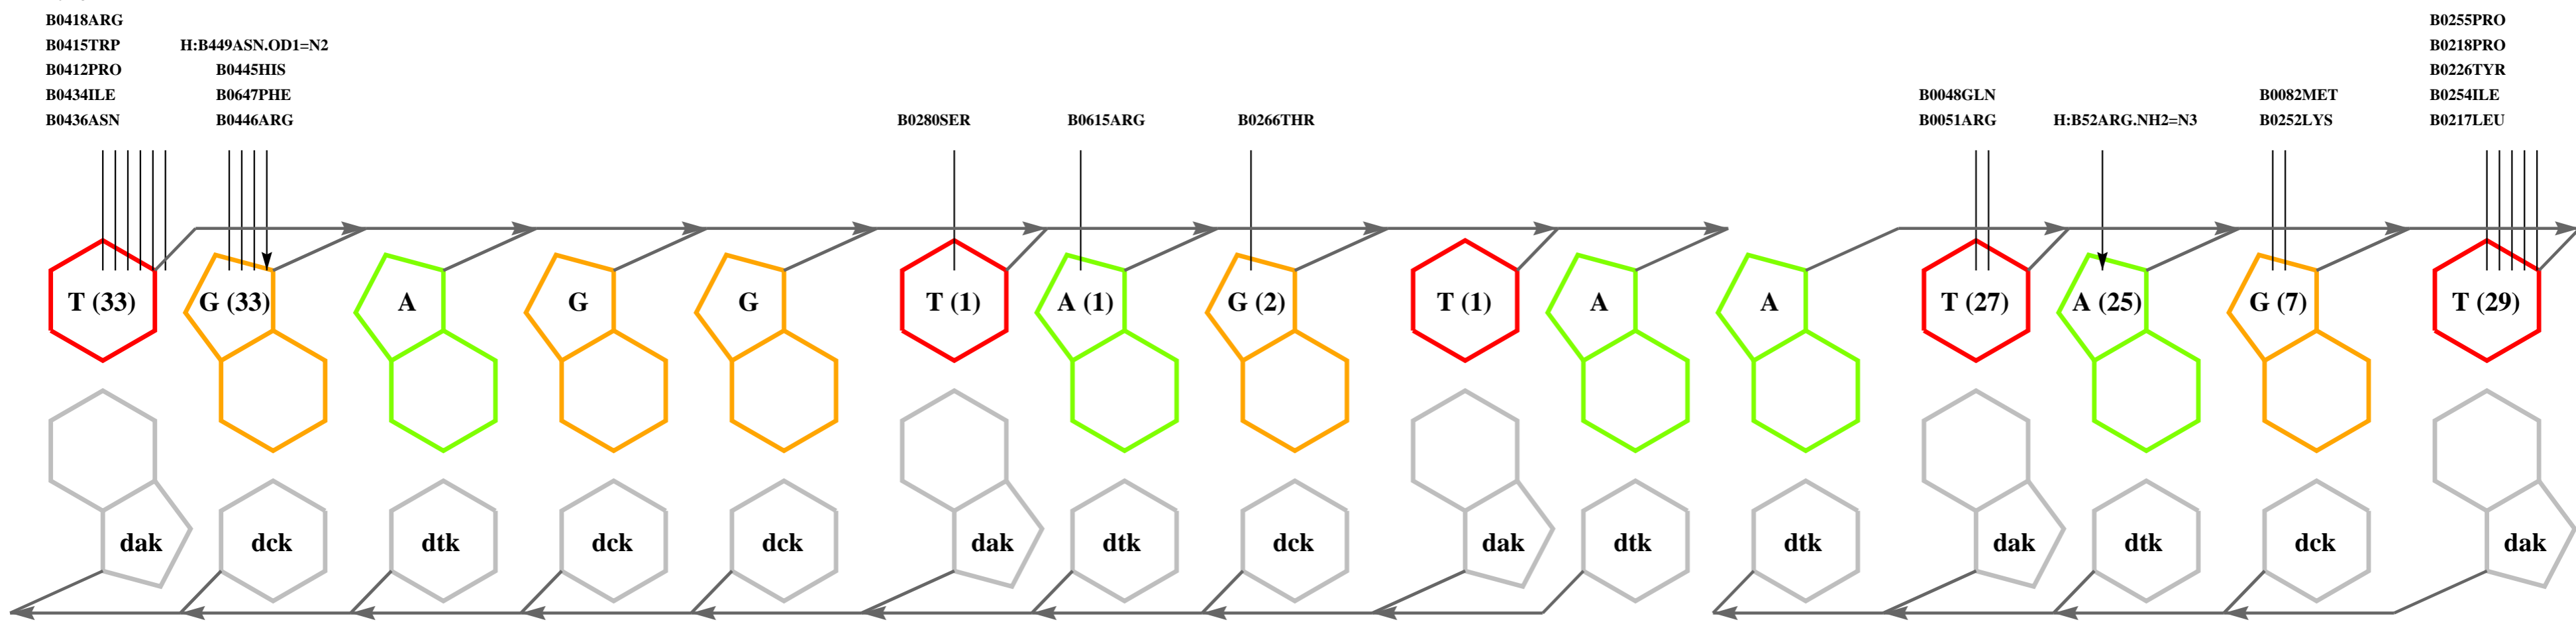 B0418ARG
B0415TRP
B0412PRO
B0434ILE
B0436ASN
H:B449ASN.OD1=N2
B0445HIS
B0647PHE
B0446ARG
B0280SER
B0615ARG
B0266THR
B0048GLN
B0051ARG
H:B52ARG.NH2=N3
B0082MET
B0252LYS
B0255PRO
B0218PRO
B0226TYR
B0254ILE
B0217LEU
T (33)
G (33)
A
G
G
T (1)
A (1)
G (2)
T (1)
A
A
T (27)
A (25)
G (7)
T (29)
dak
dck
dtk
dck
dck
dak
dtk
dck
dak
dtk
dtk
dak
dtk
dck
dak